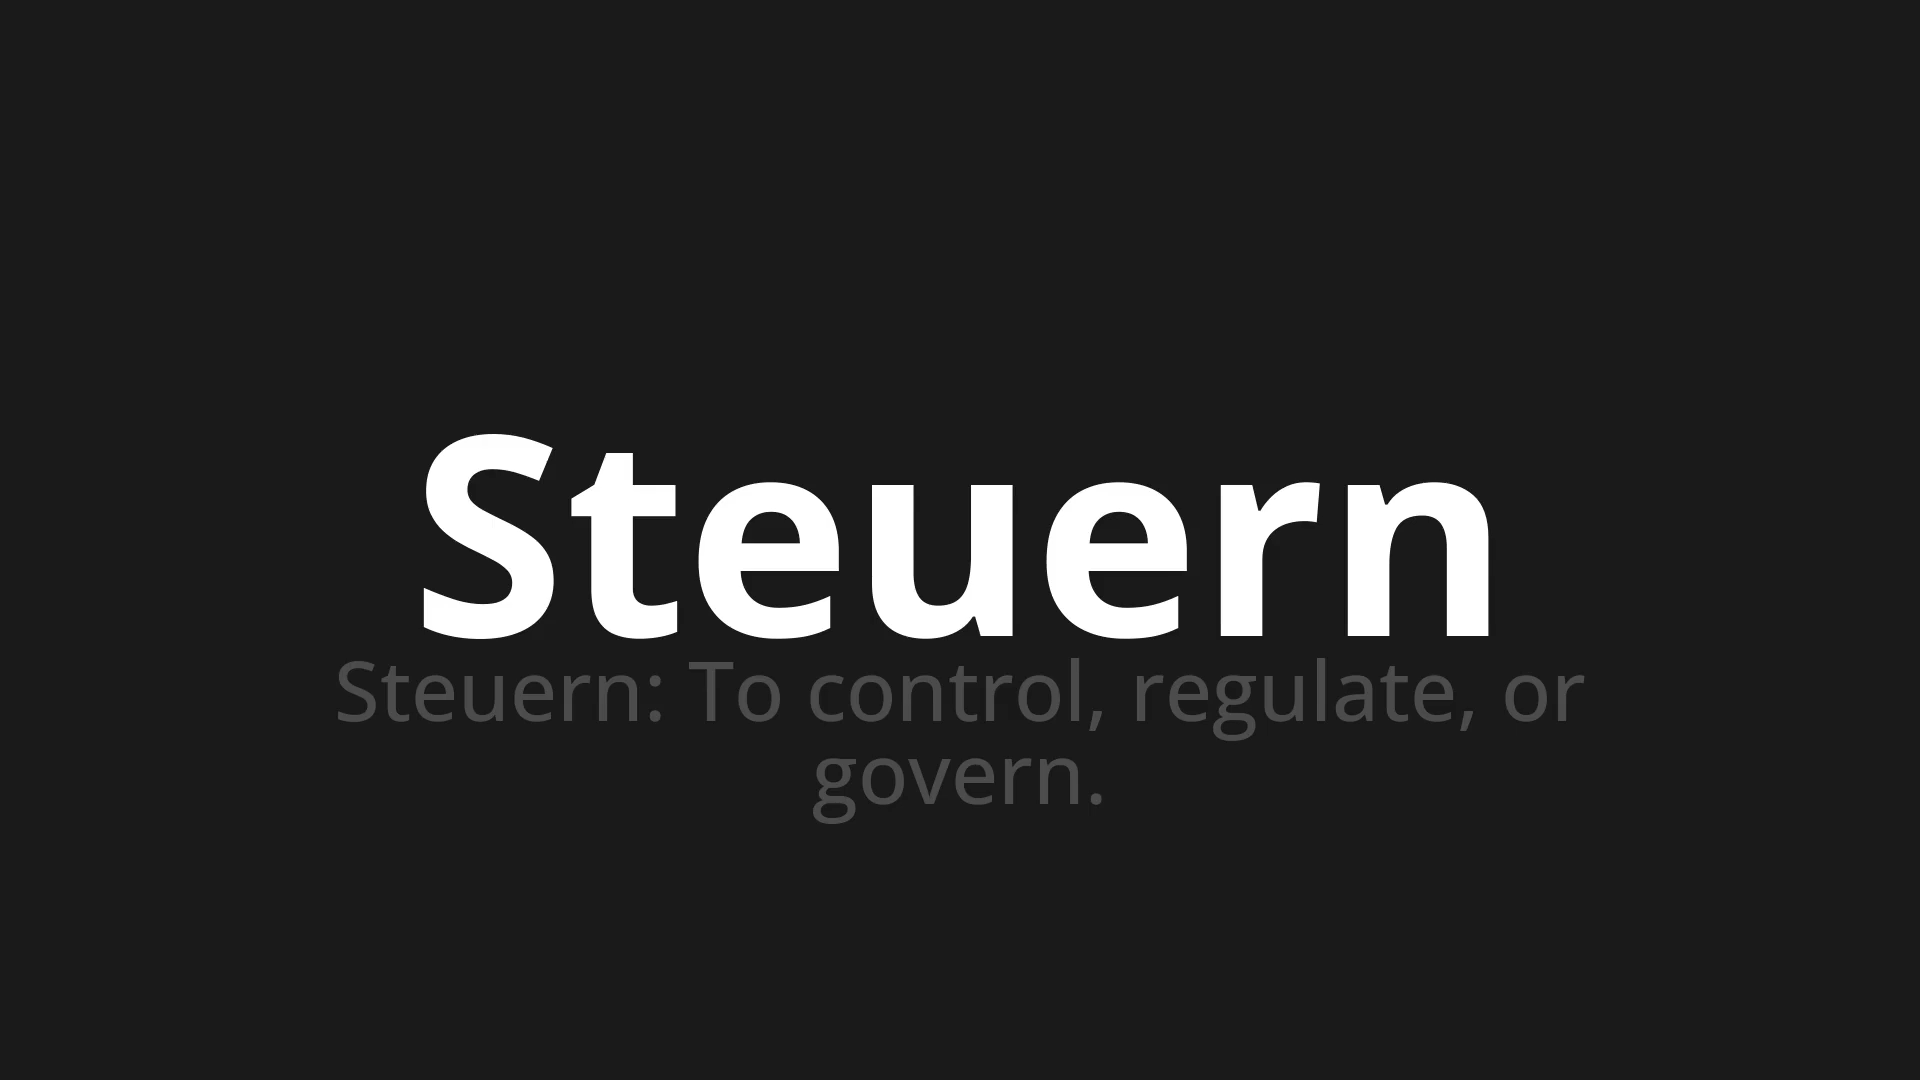 Steuern
Steuern: To control, regulate, or
govern.